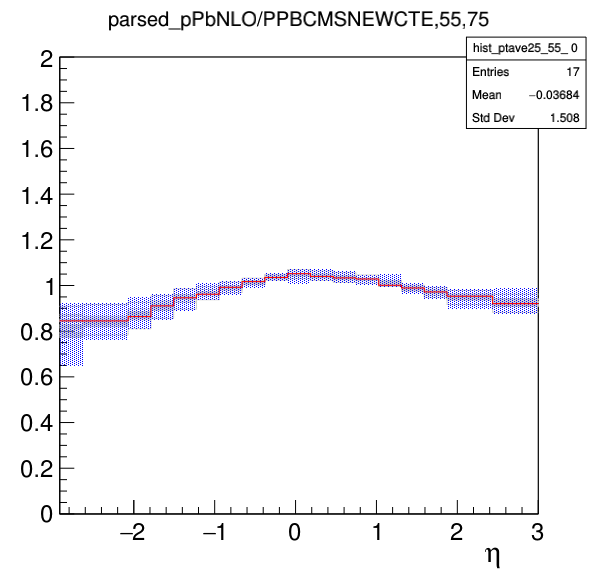 parsed_pPbNLO/PPBCMSNEWCTE,55,75
hist_ptave25_55_ 0
Entries 17
Mean −0.03684
Std Dev 1.508
2
1.8
1.6
1.4
1.2
1
0.8
0.6
0.4
0.2
0
−2 −1 0 1 2 3
η